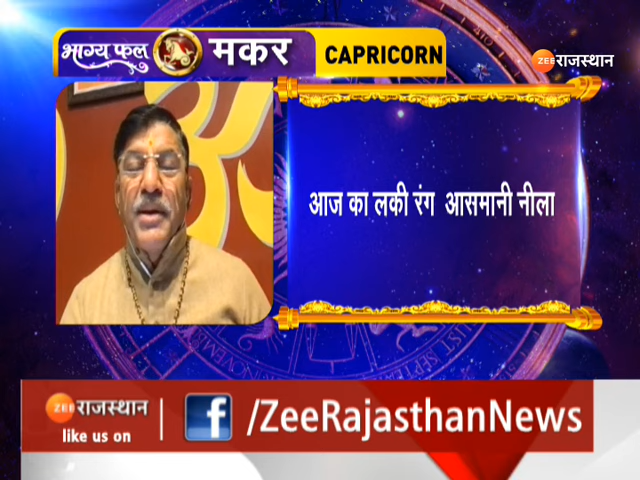 भाग्य फल
मकर
CAPRICORN
ZEE राजस्थान
आज का लकी रंग आसमानी नीला
ZEE राजस्थान
like us on
f
/ZeeRajasthanNews